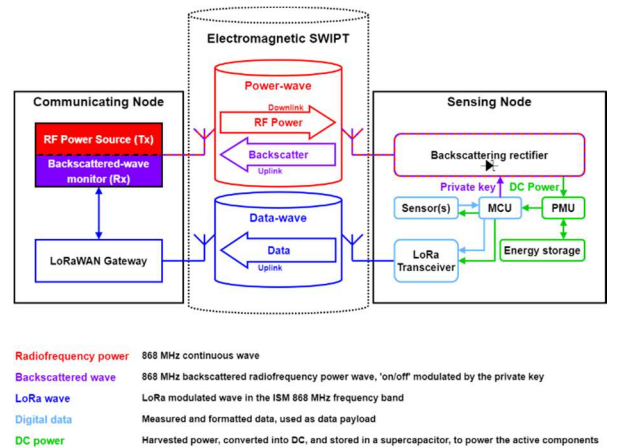 Electromagnetic SWIPT
Communicating Node
Power-wave
Sensing Node
Downlink
RF Power
RF Power Source (Tx)
Backscattered-wave
monitor (Rx)
Backscatter
Uplink
Backscattering rectifier
Private key
DC Power
Data-wave
Sensor(s)
MCU
PMU
LoRaWAN Gateway
Data
Uplink
LoRa
Transceiver
Energy storage
Radiofrequency power 868 MHz continuous wave
Backscattered wave 868 MHz backscattered radiofrequency power wave, 'on/off' modulated by the private key
LoRa wave LoRa modulated wave in the ISM 868 MHz frequency band
Digital data Measured and formatted data, used as data payload
DC power Harvested power, converted into DC, and stored in a supercapacitor, to power the active components